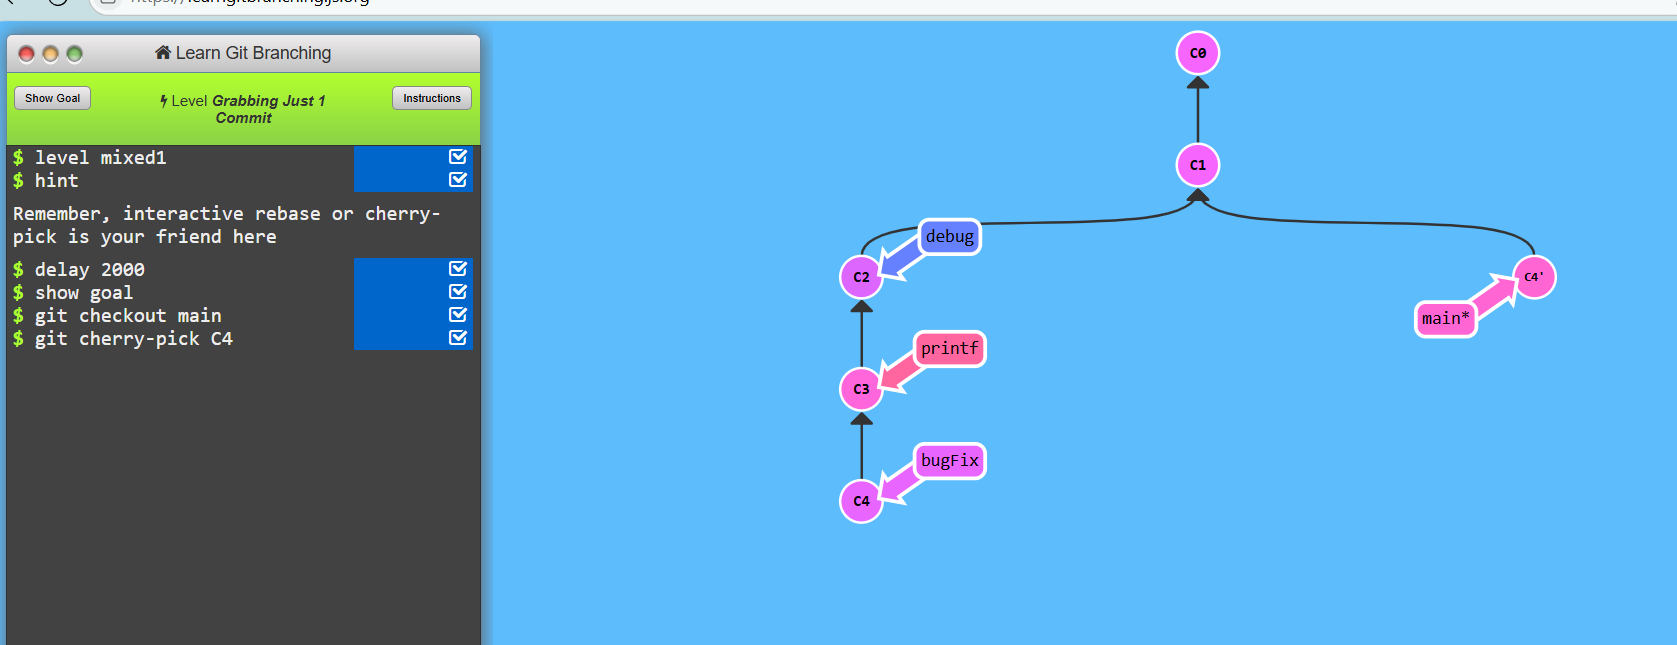 https://learngitbranching.js.org
Learn Git Branching
Show Goal
Level Grabbing Just 1
Commit
Instructions
$ level mixed1
$ hint
Remember, interactive rebase or cherry-
pick is your friend here
$ delay 2000
$ show goal
$ git checkout main
$ git cherry-pick C4
C0
C1
debug
C2
C4'
main*
printf
C3
bugFix
C4